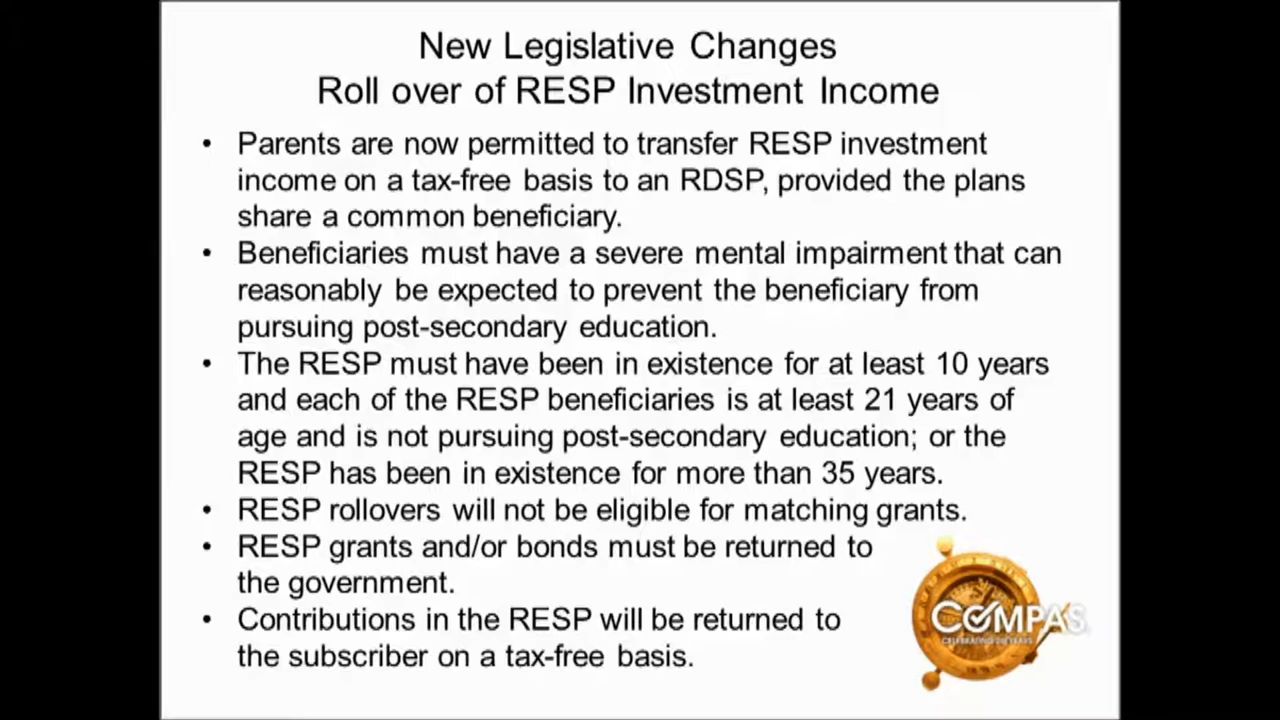 New Legislative Changes
Roll over of RESP Investment Income
• Parents are now permitted to transfer RESP investment
income on a tax-free basis to an RDSP, provided the plans
share a common beneficiary.
• Beneficiaries must have a severe mental impairment that can
reasonably be expected to prevent the beneficiary from
pursuing post-secondary education.
• The RESP must have been in existence for at least 10 years
and each of the RESP beneficiaries is at least 21 years of
age and is not pursuing post-secondary education; or the
RESP has been in existence for more than 35 years.
• RESP rollovers will not be eligible for matching grants.
• RESP grants and/or bonds must be returned to
the government.
• Contributions in the RESP will be returned to
the subscriber on a tax-free basis.
COMPAS
CELEBRATING YEARS